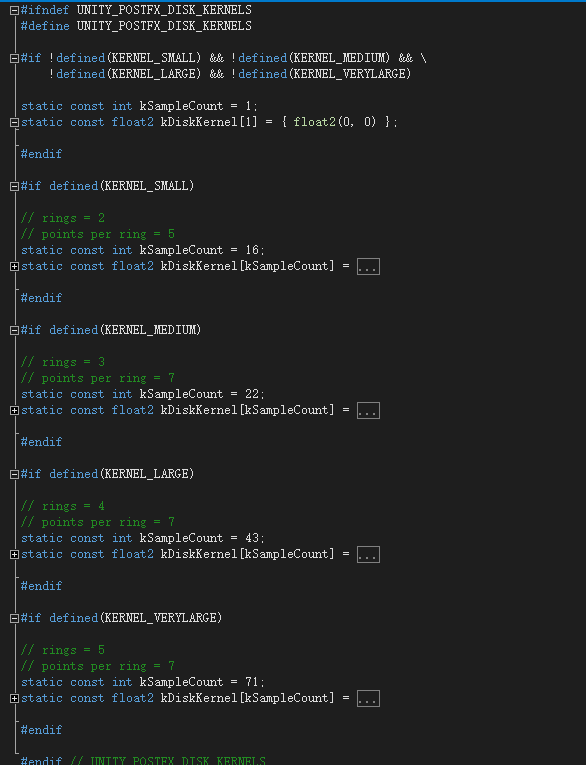 #ifndef UNITY_POSTFX_DISK_KERNELS
#define UNITY_POSTFX_DISK_KERNELS
#if !defined(KERNEL_SMALL) && !defined(KERNEL_MEDIUM) && \
!defined(KERNEL_LARGE) && !defined(KERNEL_VERYLARGE)
static const int kSampleCount = 1;
static const float2 kDiskKernel[1] = { float2(0, 0) };
#endif
#if defined(KERNEL_SMALL)
// rings = 2
// points per ring = 5
static const int kSampleCount = 16;
static const float2 kDiskKernel[kSampleCount] = ...
#endif
#if defined(KERNEL_MEDIUM)
// rings = 3
// points per ring = 7
static const int kSampleCount = 22;
static const float2 kDiskKernel[kSampleCount] = ...
#endif
#if defined(KERNEL_LARGE)
// rings = 4
// points per ring = 7
static const int kSampleCount = 43;
static const float2 kDiskKernel[kSampleCount] = ...
#endif
#if defined(KERNEL_VERYLARGE)
// rings = 5
// points per ring = 7
static const int kSampleCount = 71;
static const float2 kDiskKernel[kSampleCount] = ...
#endif
#endif // UNITY_POSTFX_DISK_KERNELS